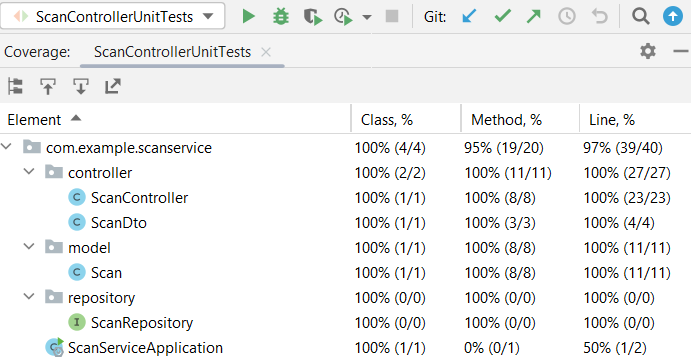 ScanControllerUnitTests Git:
Coverage: ScanControllerUnitTests
Element Class, % Method, % Line, %
com.example.scanservice 100% (4/4) 95% (19/20) 97% (39/40)
controller 100% (2/2) 100% (11/11) 100% (27/27)
ScanController 100% (1/1) 100% (8/8) 100% (23/23)
ScanDto 100% (1/1) 100% (3/3) 100% (4/4)
model 100% (1/1) 100% (8/8) 100% (11/11)
Scan 100% (1/1) 100% (8/8) 100% (11/11)
repository 100% (0/0) 100% (0/0) 100% (0/0)
ScanRepository 100% (0/0) 100% (0/0) 100% (0/0)
ScanServiceApplication 100% (1/1) 0% (0/1) 50% (1/2)